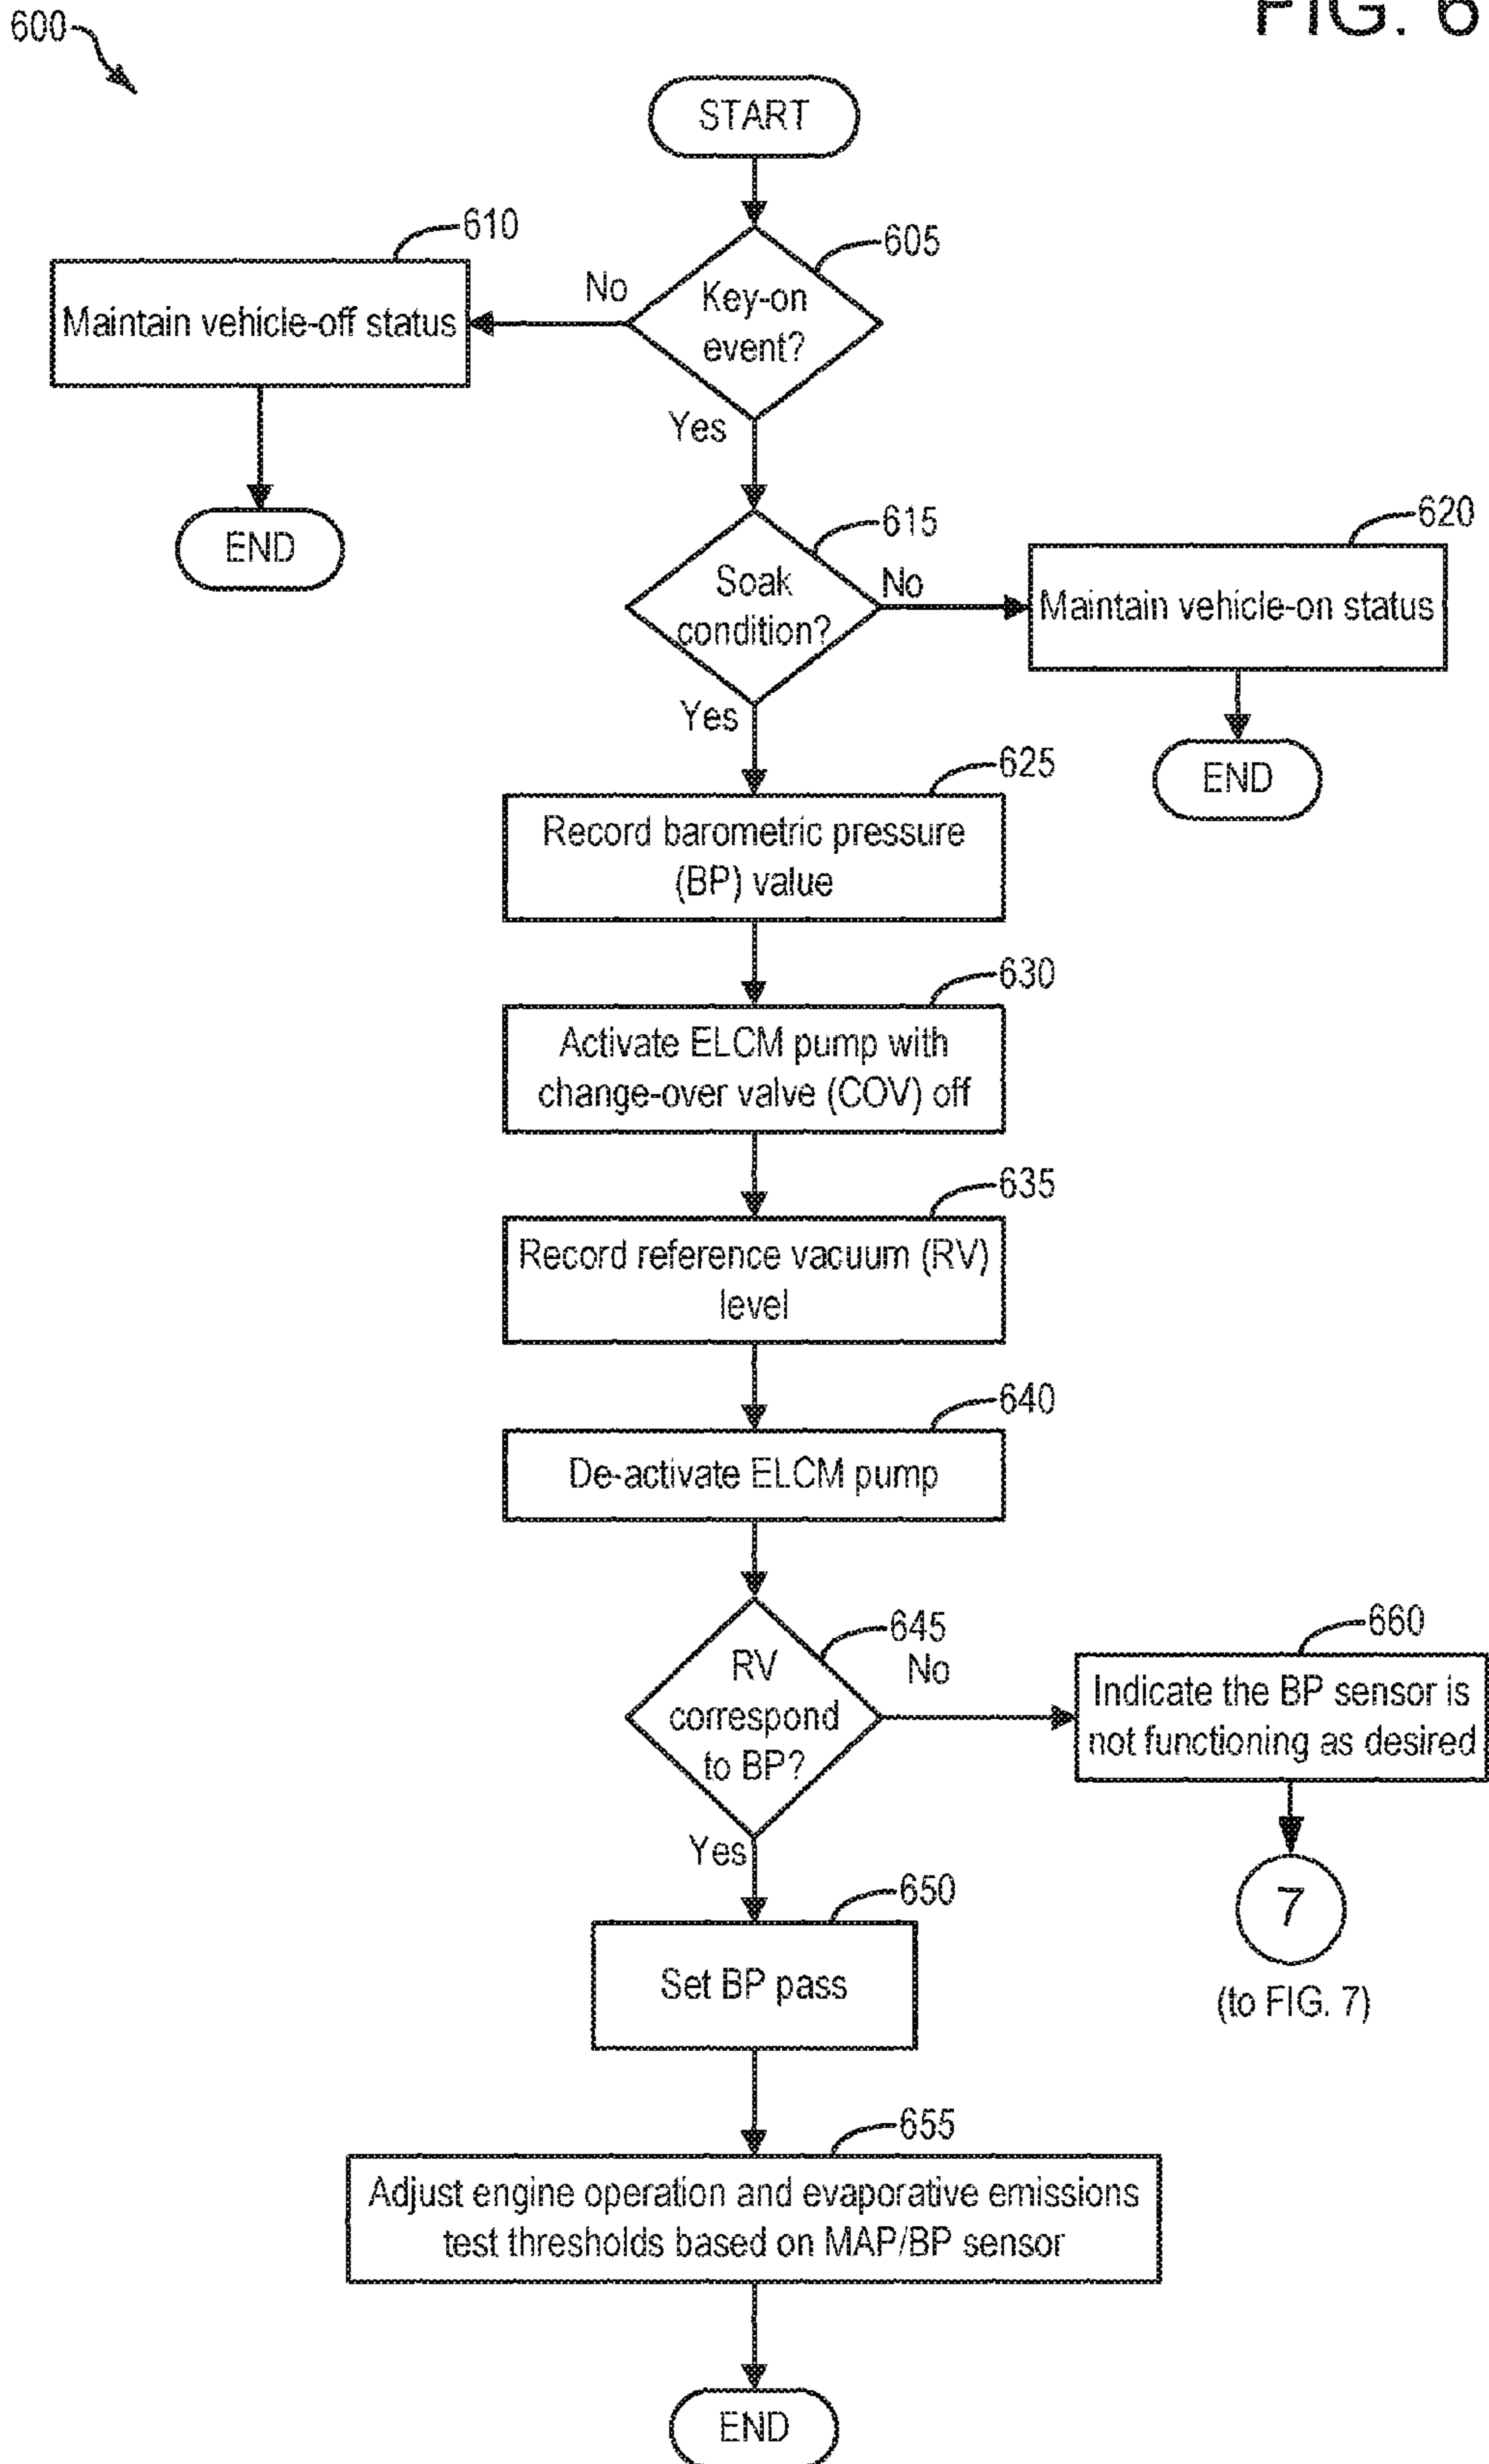 FIG. 6
600
START
605
Key-on
event?
No
610
Maintain vehicle-off status
END
Yes
615
Soak
condition?
No
620
Maintain vehicle-on status
END
Yes
625
Record barometric pressure
(BP) value
630
Activate ELCM pump with
change-over valve (COV) off
635
Record reference vacuum (RV)
level
640
De-activate ELCM pump
645
RV
correspond
to BP?
No
660
Indicate the BP sensor is
not functioning as desired
7
(to FIG. 7)
Yes
650
Set BP pass
655
Adjust engine operation and evaporative emissions
test thresholds based on MAP/BP sensor
END